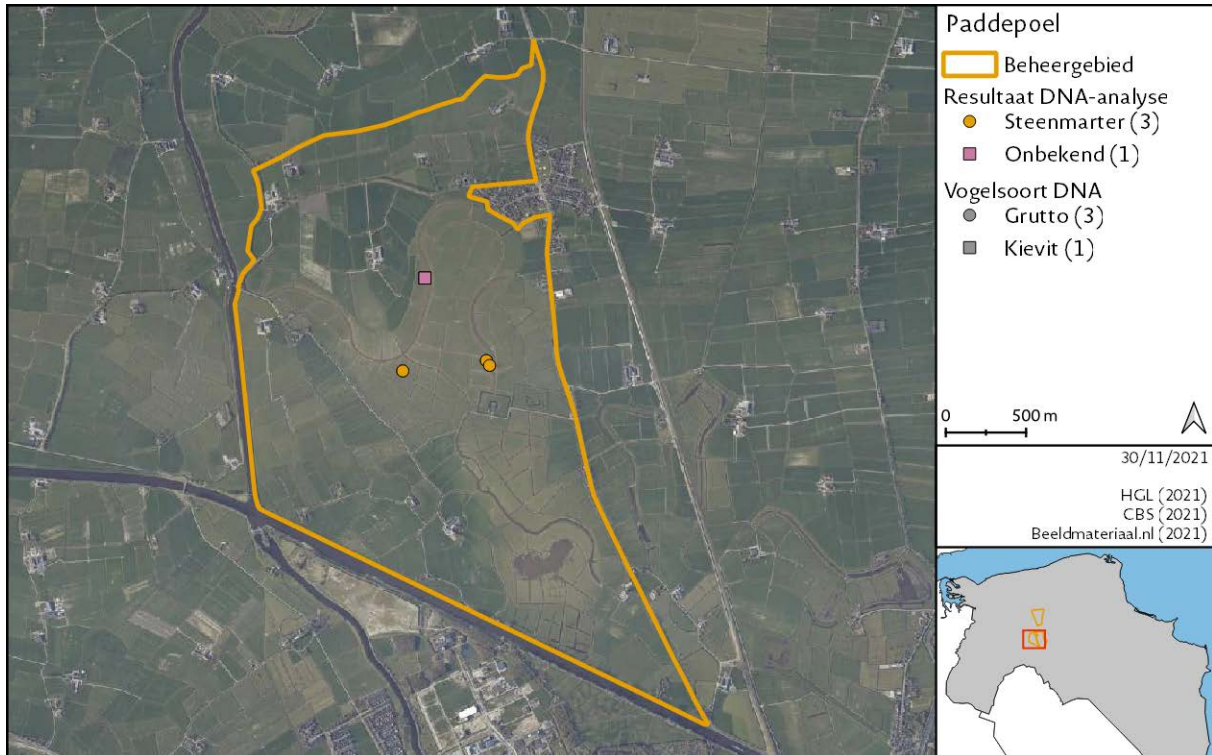 Paddepoel
Beheergebied
Resultaat DNA-analyse
Steenmarter (3)
Onbekend (1)
Vogelsoort DNA
Grutto (3)
Kievit (1)
0 500 m
30/11/2021
HGL (2021)
CBS (2021)
Beeldmateriaal.nl (2021)